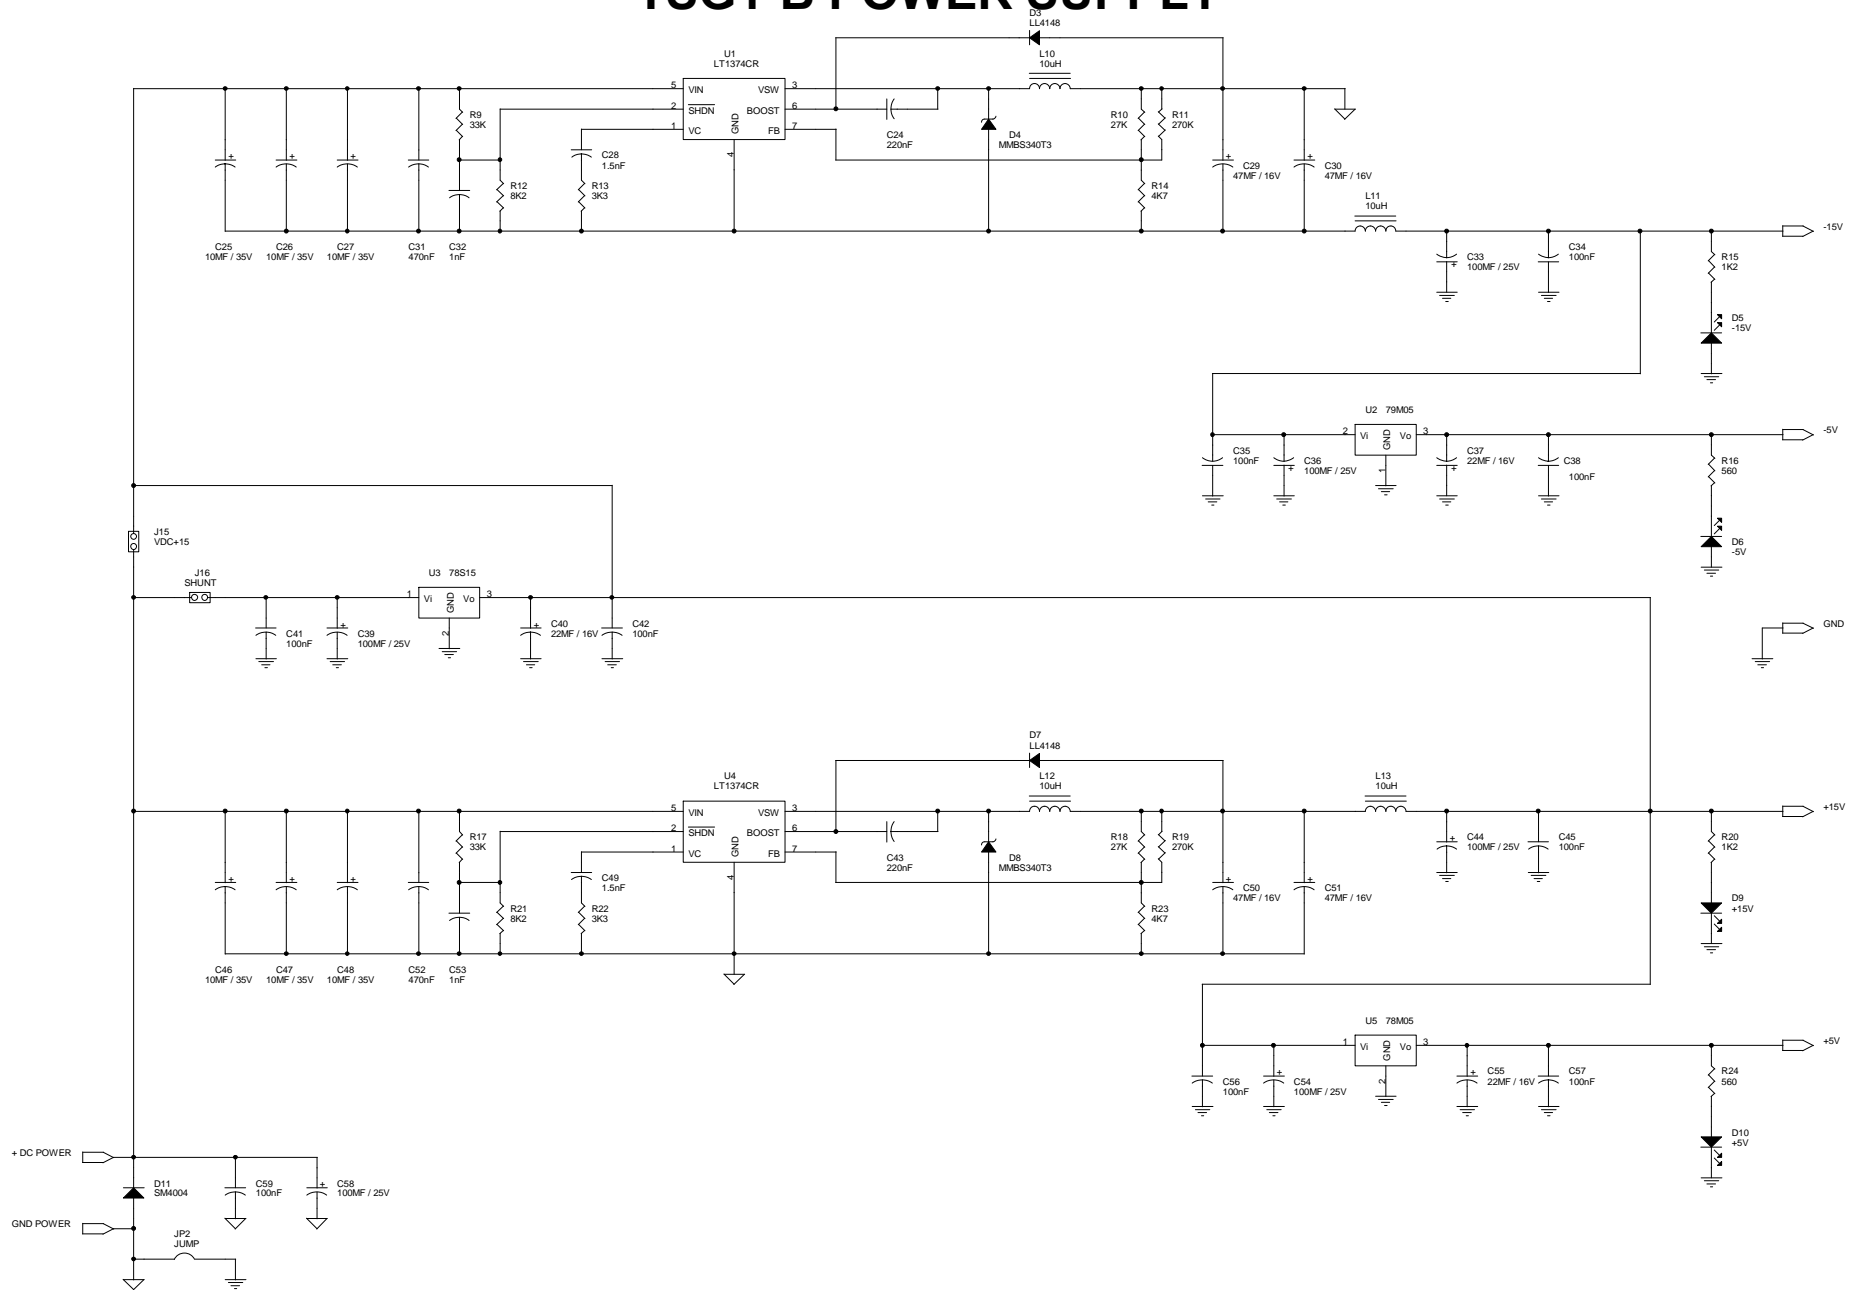 D3
LL4148
L10
10uH
U1
LT1374CR
5 VIN VSW 3
2 SHDN BOOST 6
1 VC GND FB 7
4
R9
33K
C28
1.5nF
R12
8K2
R13
3K3
C24
220nF
D4
MMBS340T3
R10
27K
R11
270K
R14
4K7
C29
47MF / 16V
C30
47MF / 16V
L11
10uH
C25
10MF / 35V
C26
10MF / 35V
C27
10MF / 35V
C31
470nF
C32
1nF
C33
100MF / 25V
C34
100nF
-15V
R15
1K2
D5
-15V
U2 79M05
2 Vi GND Vo 3
1
C35
100nF
C36
100MF / 25V
C37
22MF / 16V
C38
100nF
-5V
R16
560
D6
-5V
J15
VDC+15
J16
SHUNT
U3 78S15
1 Vi GND Vo 3
2
C41
100nF
C39
100MF / 25V
C40
22MF / 16V
C42
100nF
GND
D7
LL4148
L12
10uH
L13
10uH
U4
LT1374CR
5 VIN VSW 3
2 SHDN BOOST 6
1 VC GND FB 7
4
R17
33K
C49
1.5nF
R21
8K2
R22
3K3
C43
220nF
D8
MMBS340T3
R18
27K
R19
270K
R23
4K7
C50
47MF / 16V
C51
47MF / 16V
C44
100MF / 25V
C45
100nF
+15V
R20
1K2
D9
+15V
C46
10MF / 35V
C47
10MF / 35V
C48
10MF / 35V
C52
470nF
C53
1nF
U5 78M05
1 Vi GND Vo 3
2
C56
100nF
C54
100MF / 25V
C55
22MF / 16V
C57
100nF
+5V
R24
560
D10
+5V
+ DC POWER
D11
SM4004
C59
100nF
C58
100MF / 25V
GND POWER
JP2
JUMP